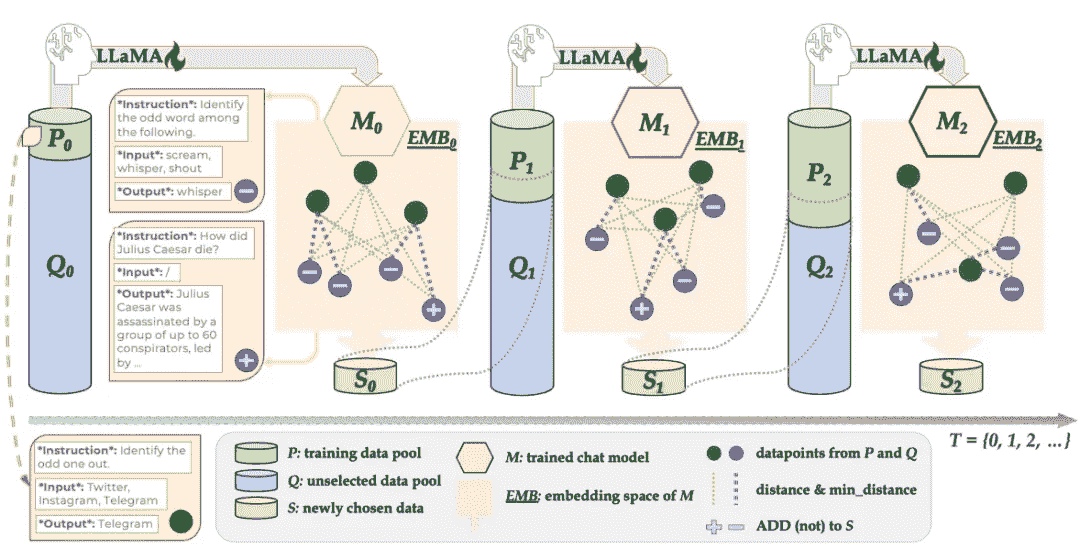 LLaMA
LLaMA
LLaMA
P0
Q0
*Instruction*: Identify
the odd word among
the following.
*Input*: scream,
whisper, shout
*Output*: whisper
*Instruction*: How did
Julius Caesar die?
*Input*: /
*Output*: Julius
Caesar was
assassinated by a
group of up to 60
conspirators, led
by ...
M0
EMB0
S0
P1
Q1
M1
EMB1
S1
P2
Q2
M2
EMB2
S2
T = {0, 1, 2, ...}
*Instruction*: Identify the
odd one out.
*Input*: Twitter,
Instagram, Telegram
*Output*: Telegram
P: training data pool
Q: unselected data pool
S: newly chosen data
M: trained chat model
EMB: embedding space of M
datapoints from P and Q
distance & min_distance
ADD (not) to S